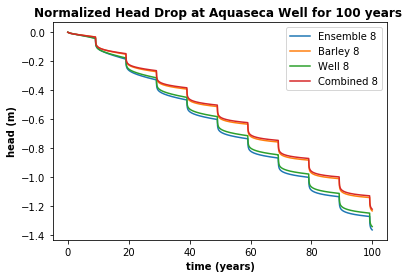 Normalized Head Drop at Aquaseca Well for 100 years
Ensemble 8
Barley 8
Well 8
Combined 8
0.0
−0.2
−0.4
−0.6
−0.8
−1.0
−1.2
−1.4
head (m)
0
20
40
60
80
100
time (years)